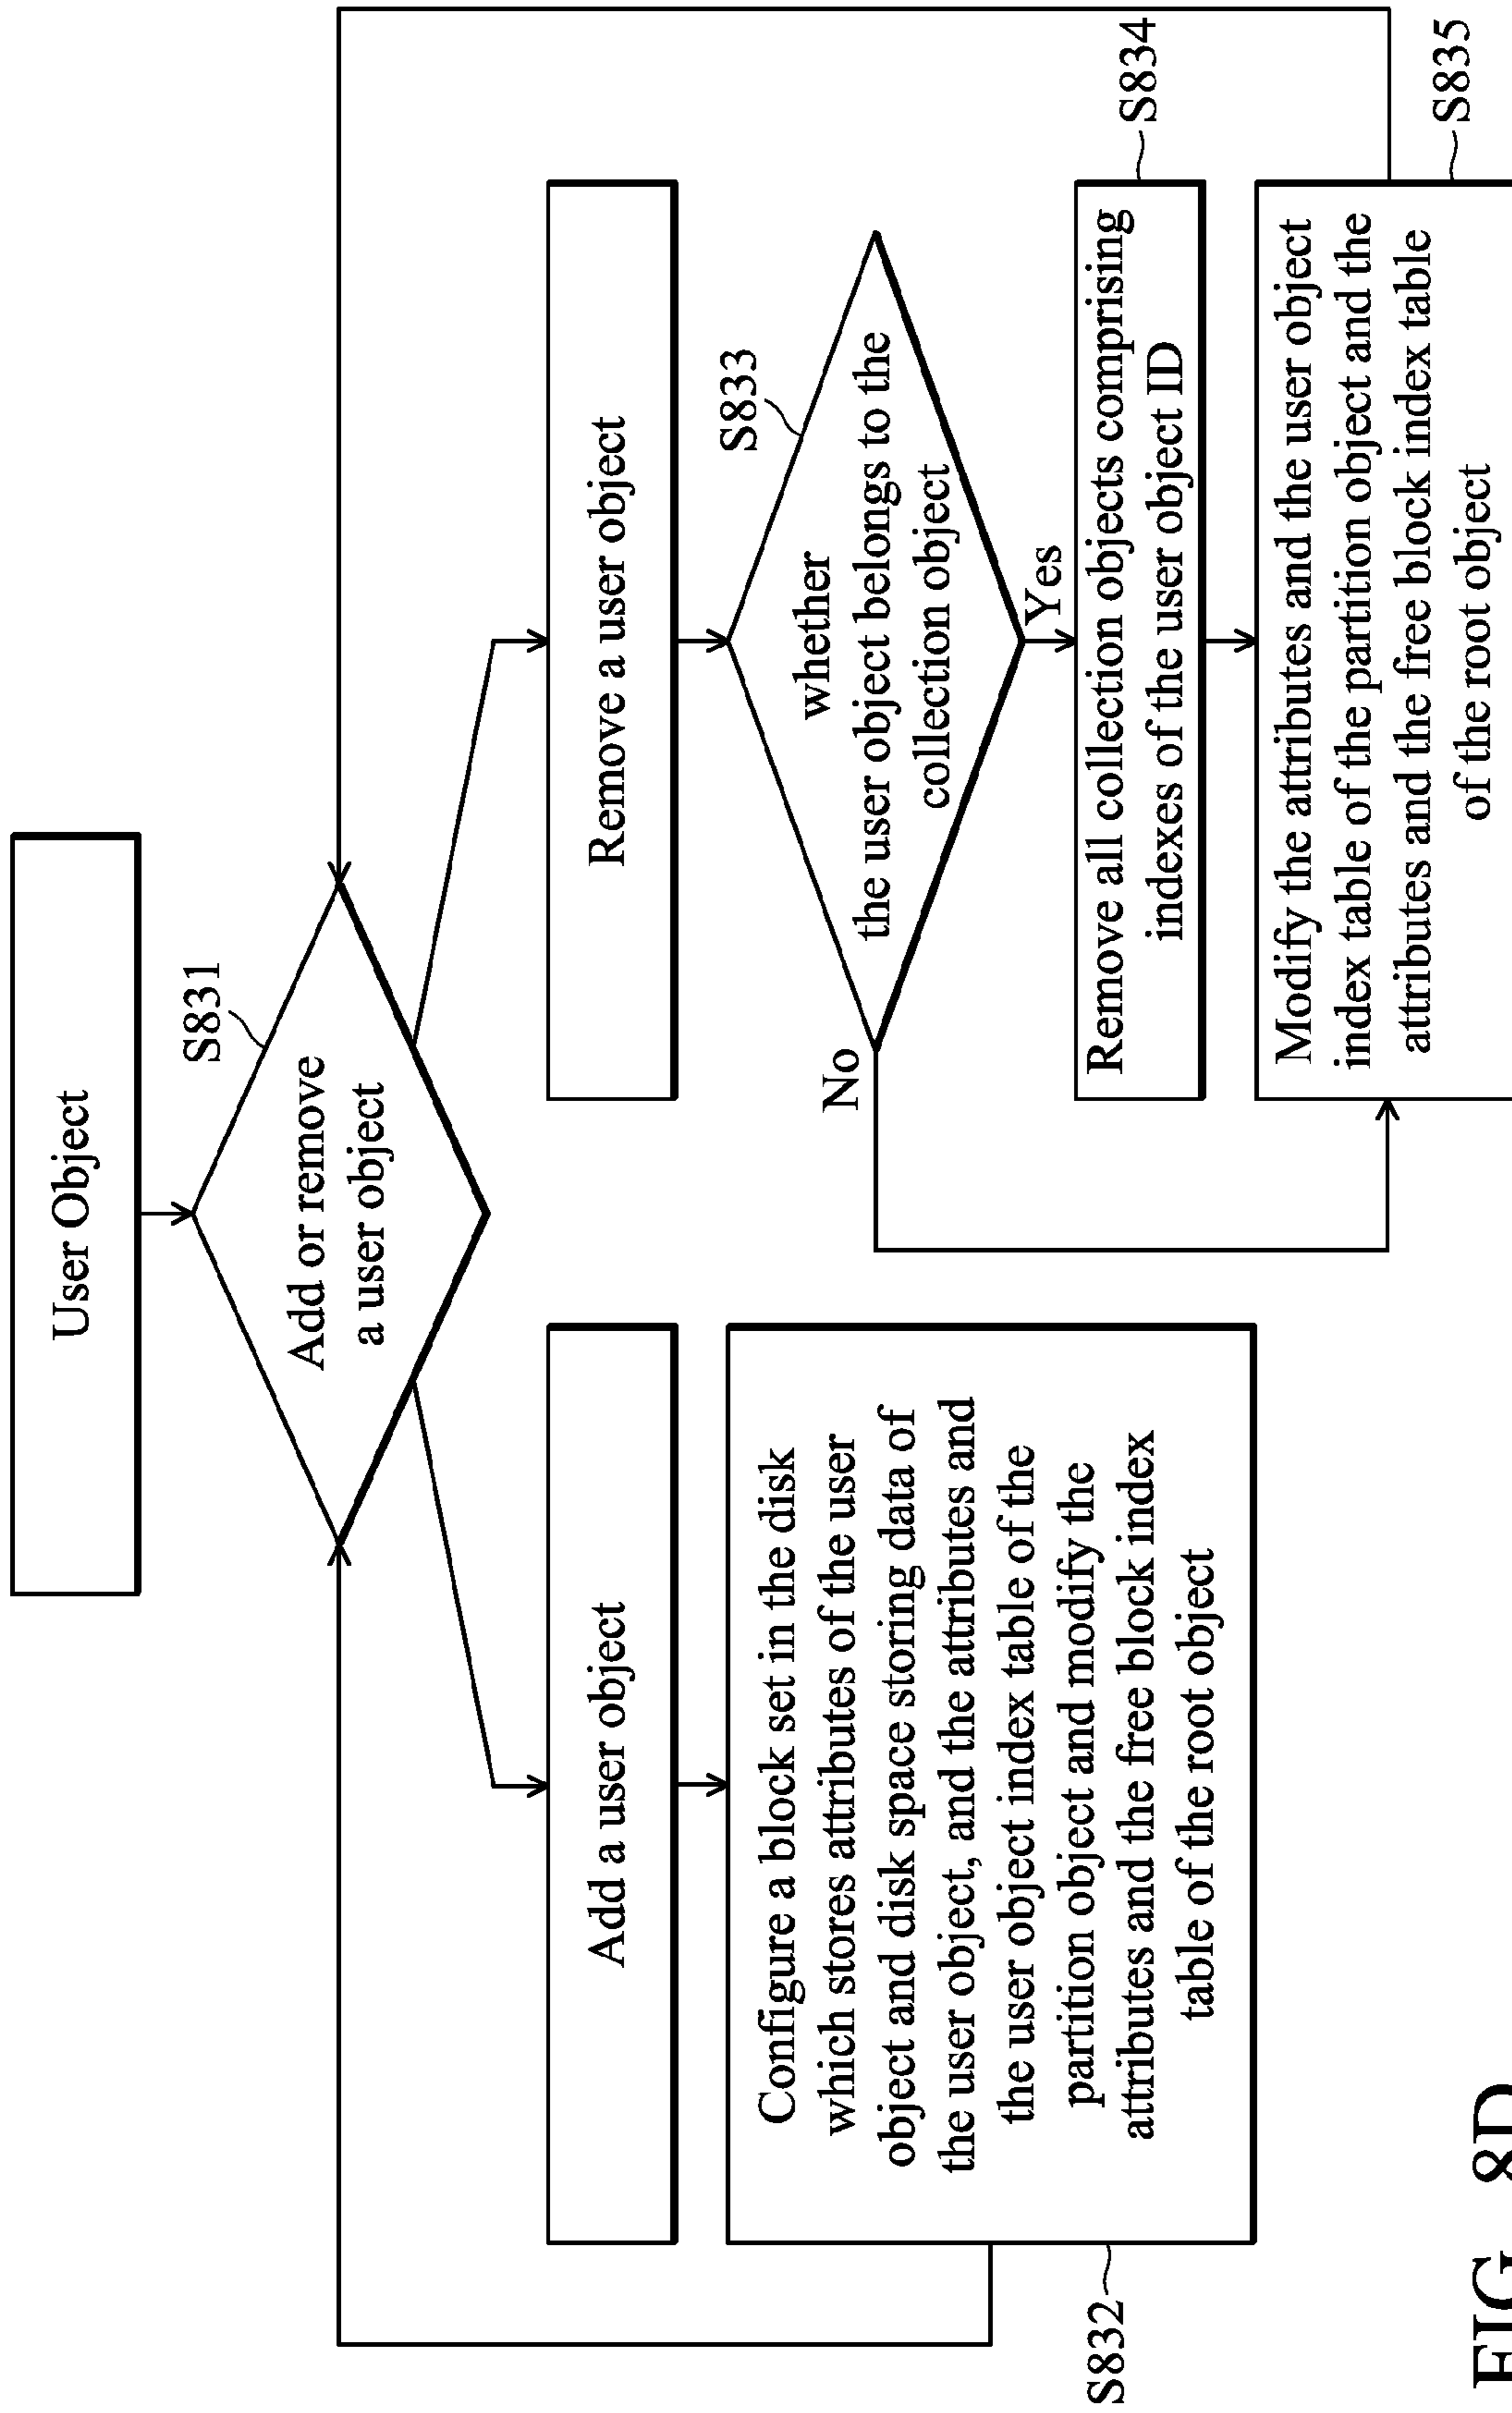 User Object
S831
Add or remove
a user object
Add a user object
Configure a block set in the disk
which stores attributes of the user
object and disk space storing data of
the user object, and the attributes and
the user object index table of the
partition object and modify the
attributes and the free block index
table of the root object
S832
Remove a user object
S833
whether
the user object belongs to the
collection object
No
Yes
Remove all collection objects comprising
indexes of the user object ID
S834
Modify the attributes and the user object
index table of the partition object and the
attributes and the free block index table
of the root object
S835
FIG. 8D